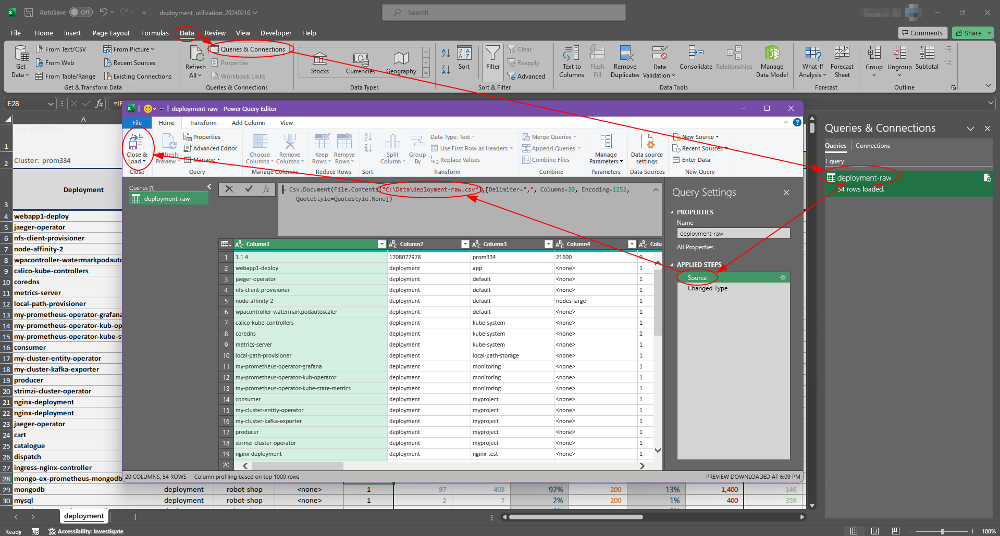 AutoSave Off deployment_utilization_20240216 Search
File Home Insert Page Layout Formulas Data Review View Developer Help Comments Share
Get Data From Text/CSV From Web From Table/Range From Picture Recent Sources Existing Connections
Get & Transform Data
Refresh All Queries & Connections Properties Workbook Links
Queries & Connections
Stocks Currencies Geography
Data Types
Sort Filter Clear Reapply Advanced
Sort & Filter
Text to Columns Flash Fill Remove Duplicates Data Validation Consolidate Relationships Manage Data Model
Data Tools
What-If Analysis Forecast Sheet
Forecast
Group Ungroup Subtotal
Outline
E28 fx =IF
deployment-raw - Power Query Editor
File Home Transform Add Column View
Close & Load
Close
Refresh Preview Properties Advanced Editor Manage
Query
Choose Columns Remove Columns
Manage Columns
Keep Rows Remove Rows
Reduce Rows
Sort
Split Column Group By Data Type: Text Use First Row as Headers Replace Values
Transform
Merge Queries Append Queries Combine Files
Combine
Manage Parameters
Parameters
Data source settings
Data Sources
New Source Recent Sources Enter Data
New Query
Queries [1]
deployment-raw
fx = Csv.Document(File.Contents("C:\Data\deployment-raw.csv"),[Delimiter=",", Columns=20, Encoding=1252,
QuoteStyle=QuoteStyle.None])
Column1 Column2 Column3 Column4 Colu
1 1.1.4 1708077978 prom334 21600 0
2 webapp1-deploy deployment app <none> 1
3 jaeger-operator deployment default <none> 1
4 nfs-client-provisioner deployment default <none> 1
5 node-affinity-2 deployment default nodes-large 1
6 wpacontroller-watermarkpodautoscaler deployment default <none> 1
7 calico-kube-controllers deployment kube-system <none> 1
8 coredns deployment kube-system <none> 2
9 metrics-server deployment kube-system <none> 1
10 local-path-provisioner deployment local-path-storage <none> 1
11 my-prometheus-operator-grafana deployment monitoring <none> 1
12 my-prometheus-operator-kub-operator deployment monitoring <none> 1
13 my-prometheus-operator-kube-state-metrics deployment monitoring <none> 1
14 consumer deployment myproject <none> 1
15 my-cluster-entity-operator deployment myproject <none> 1
16 my-cluster-kafka-exporter deployment myproject <none> 1
17 producer deployment myproject <none> 1
18 strimzi-cluster-operator deployment myproject <none> 1
19 nginx-deployment deployment nginx-test <none> 1
20
Query Settings
PROPERTIES
Name
deployment-raw
All Properties
APPLIED STEPS
Source
Changed Type
20 COLUMNS, 54 ROWS Column profiling based on top 1000 rows PREVIEW DOWNLOADED AT 6:09 PM
Queries & Connections
Queries Connections
1 query
deployment-raw
54 rows loaded.
A
1
2 Cluster: prom334
3 Deployment
4 webapp1-deploy
5 jaeger-operator
6 nfs-client-provisioner
7 node-affinity-2
8 wpacontroller-watermarkpodauto
9 calico-kube-controllers
10 coredns
11 metrics-server
12 local-path-provisioner
13 my-prometheus-operator-grafana
14 my-prometheus-operator-kub-op
15 my-prometheus-operator-kube-s
16 consumer
17 my-cluster-entity-operator
18 my-cluster-kafka-exporter
19 producer
20 strimzi-cluster-operator
21 nginx-deployment
22 nginx-deployment
23 jaeger-operator
24 cart
25 catalogue
26 dispatch
27 ingress-nginx-controller
28 mongo-ex-prometheus-mongodb
29 mongodb deployment robot-shop <none> 1 97 403 92% 200 13% 1,400 146
30 mysql deployment robot-shop <none> 1 2 7 2% 200 1% 400 359
deployment
Ready Accessibility: Investigate 100%